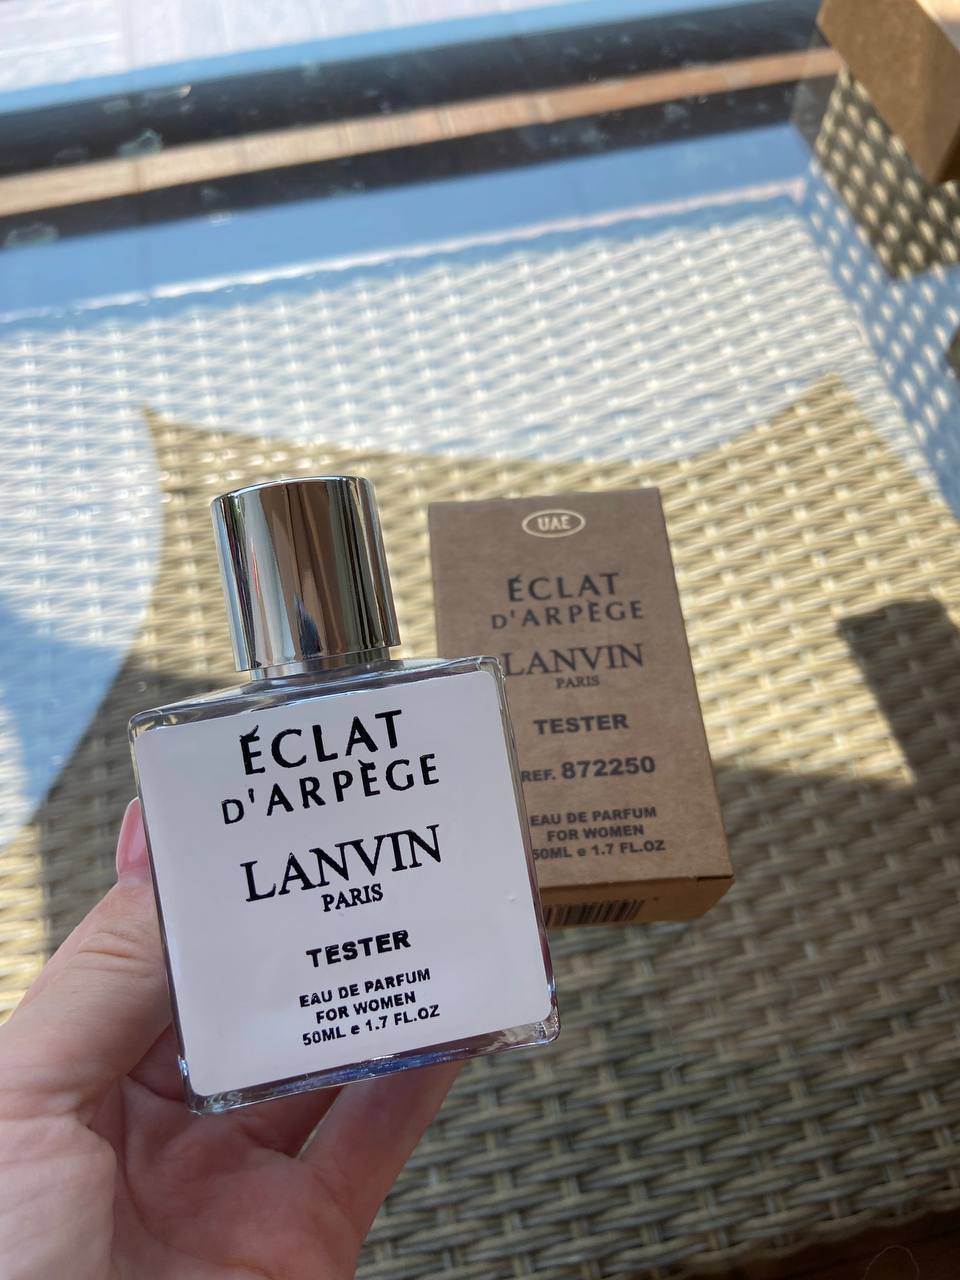 UAE
ÉCLAT
D'ARPÈGE
LANVIN
PARIS
TESTER
REF. 872250
EAU DE PARFUM
FOR WOMEN
50ML e 1.7 FL.OZ
ÉCLAT
D'ARPÈGE
LANVIN
PARIS
TESTER
EAU DE PARFUM
FOR WOMEN
50ML e 1.7 FL.OZ